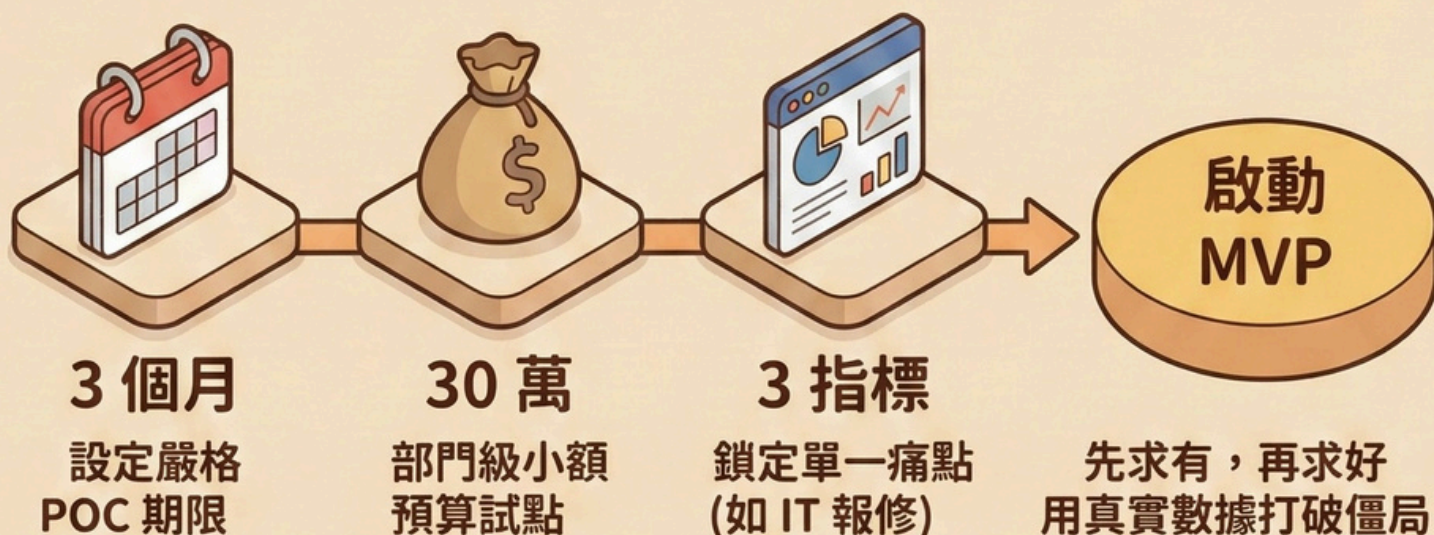 3 個月
設定嚴格
POC 期限
$
30 萬
部門級小額
預算試點
3 指標
鎖定單一痛點
(如 IT 報修)
啟動
MVP
先求有，再求好
用真實數據打破僵局